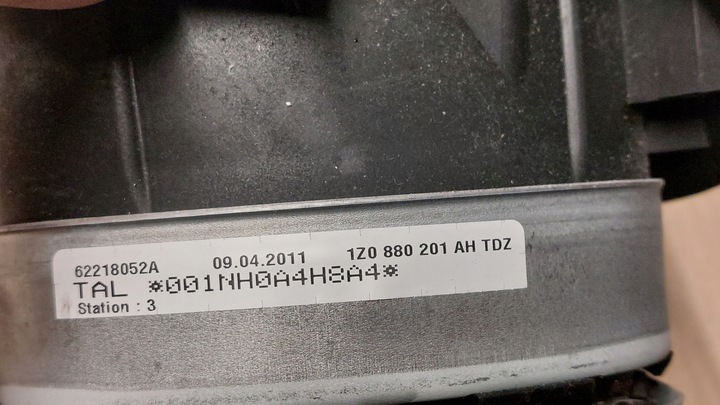 62218052A 09.04.2011 1Z0 880 201 AH TDZ
TAL *001NH0A4H8A4*
Station : 3